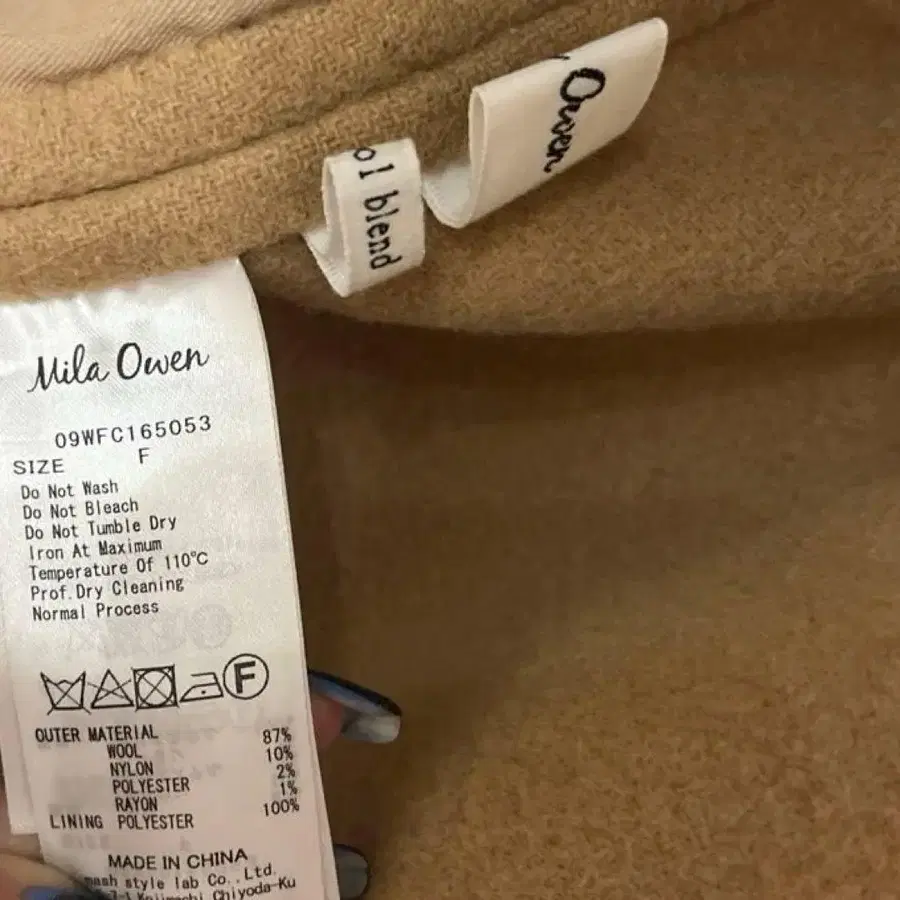 Owen
ol blend
Mila Owen
09WFC165053
SIZE F
Do Not Wash
Do Not Bleach
Do Not Tumble Dry
Iron At Maximum
Temperature Of 110℃
Prof.Dry Cleaning
Normal Process
F
OUTER MATERIAL
WOOL 87%
NYLON 10%
POLYESTER 2%
RAYON 1%
LINING POLYESTER 100%
MADE IN CHINA
mash style lab Co.,Ltd.
Kojimachi Chiyoda-Ku